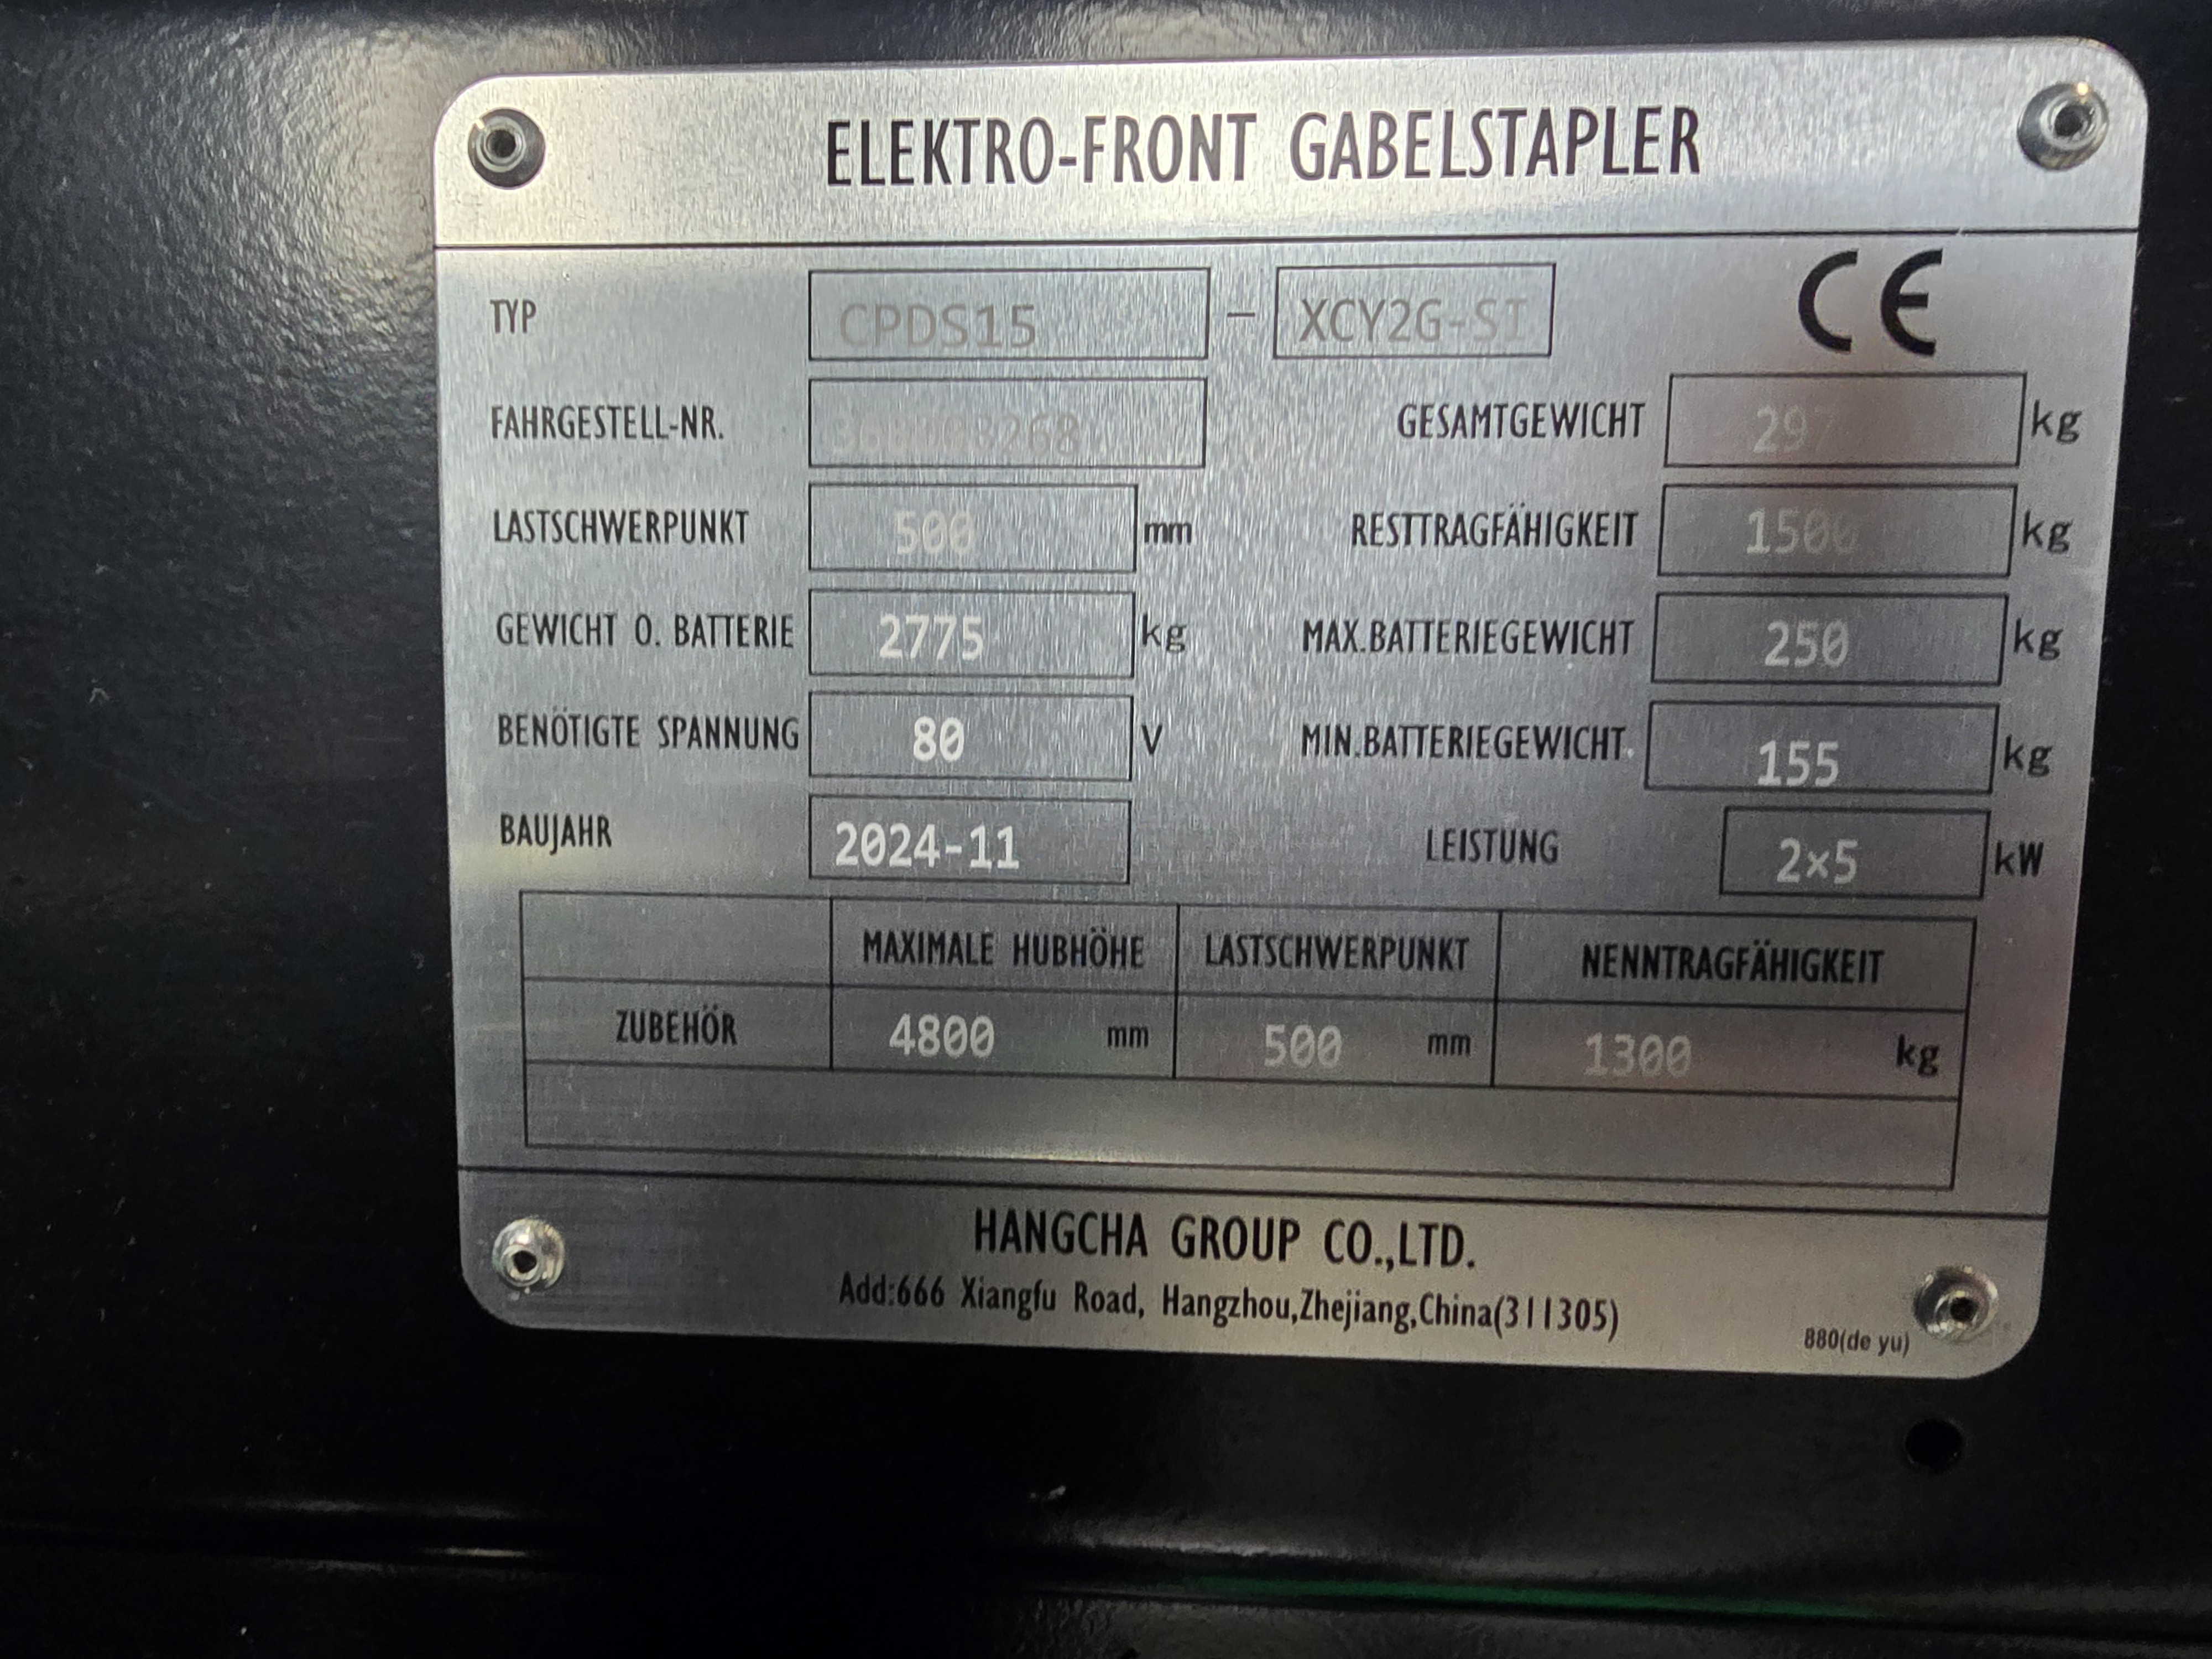 ELEKTRO-FRONT GABELSTAPLER
TYP CPDS15 - XCY2G-SI CE
FAHRGESTELL-NR. GESAMTGEWICHT kg
LASTSCHWERPUNKT 500 mm RESTTRAGFÄHIGKEIT 1500 kg
GEWICHT O. BATTERIE 2775 kg MAX.BATTERIEGEWICHT 250 kg
BENÖTIGTE SPANNUNG 80 V MIN.BATTERIEGEWICHT. 155 kg
BAUJAHR 2024-11 LEISTUNG 2×5 kW
MAXIMALE HUBHÖHE LASTSCHWERPUNKT NENNTRAGFÄHIGKEIT
ZUBEHÖR 4800 mm 500 mm 1300 kg
HANGCHA GROUP CO.,LTD.
Add:666 Xiangfu Road, Hangzhou,Zhejiang,China(311305)
880(de yu)